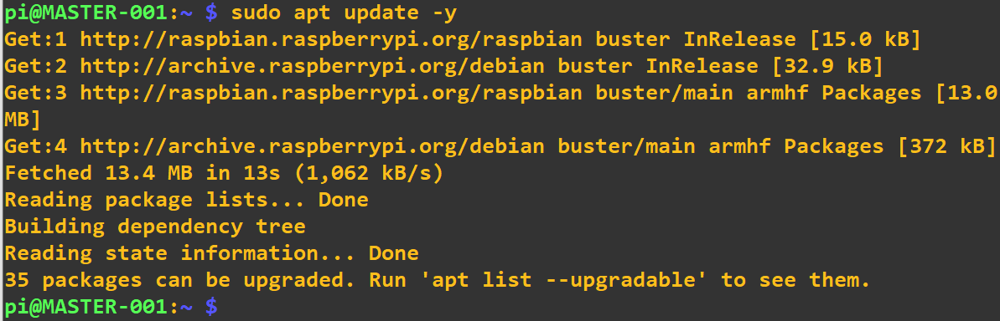 pi@MASTER-001:~ $ sudo apt update -y
Get:1 http://raspbian.raspberrypi.org/raspbian buster InRelease [15.0 kB]
Get:2 http://archive.raspberrypi.org/debian buster InRelease [32.9 kB]
Get:3 http://raspbian.raspberrypi.org/raspbian buster/main armhf Packages [13.0
MB]
Get:4 http://archive.raspberrypi.org/debian buster/main armhf Packages [372 kB]
Fetched 13.4 MB in 13s (1,062 kB/s)
Reading package lists... Done
Building dependency tree
Reading state information... Done
35 packages can be upgraded. Run 'apt list --upgradable' to see them.
pi@MASTER-001:~ $